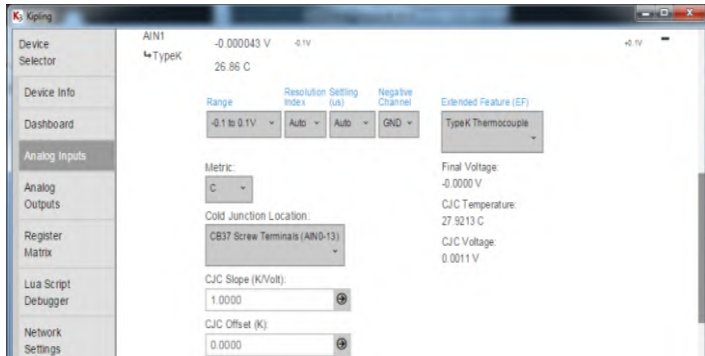 K3 Kipling
Device
Selector
Device Info
Dashboard
Analog Inputs
Analog
Outputs
Register
Matrix
Lua Script
Debugger
Network
Settings
AIN1
TypeK
-0.000043 V
-0.1V
+0.1V
26.86 C
Range
Resolution
Index
Settling
(us)
Negative
Channel
Extended Feature (EF)
-0.1 to 0.1V
Auto
Auto
GND
TypeK Thermocouple
Metric:
C
Cold Junction Location:
CB37 Screw Terminals (AIN0-13)
CJC Slope (K/Volt):
1.0000
CJC Offset (K):
0.0000
Final Voltage:
-0.0000 V
CJC Temperature:
27.9213 C
CJC Voltage:
0.0011 V